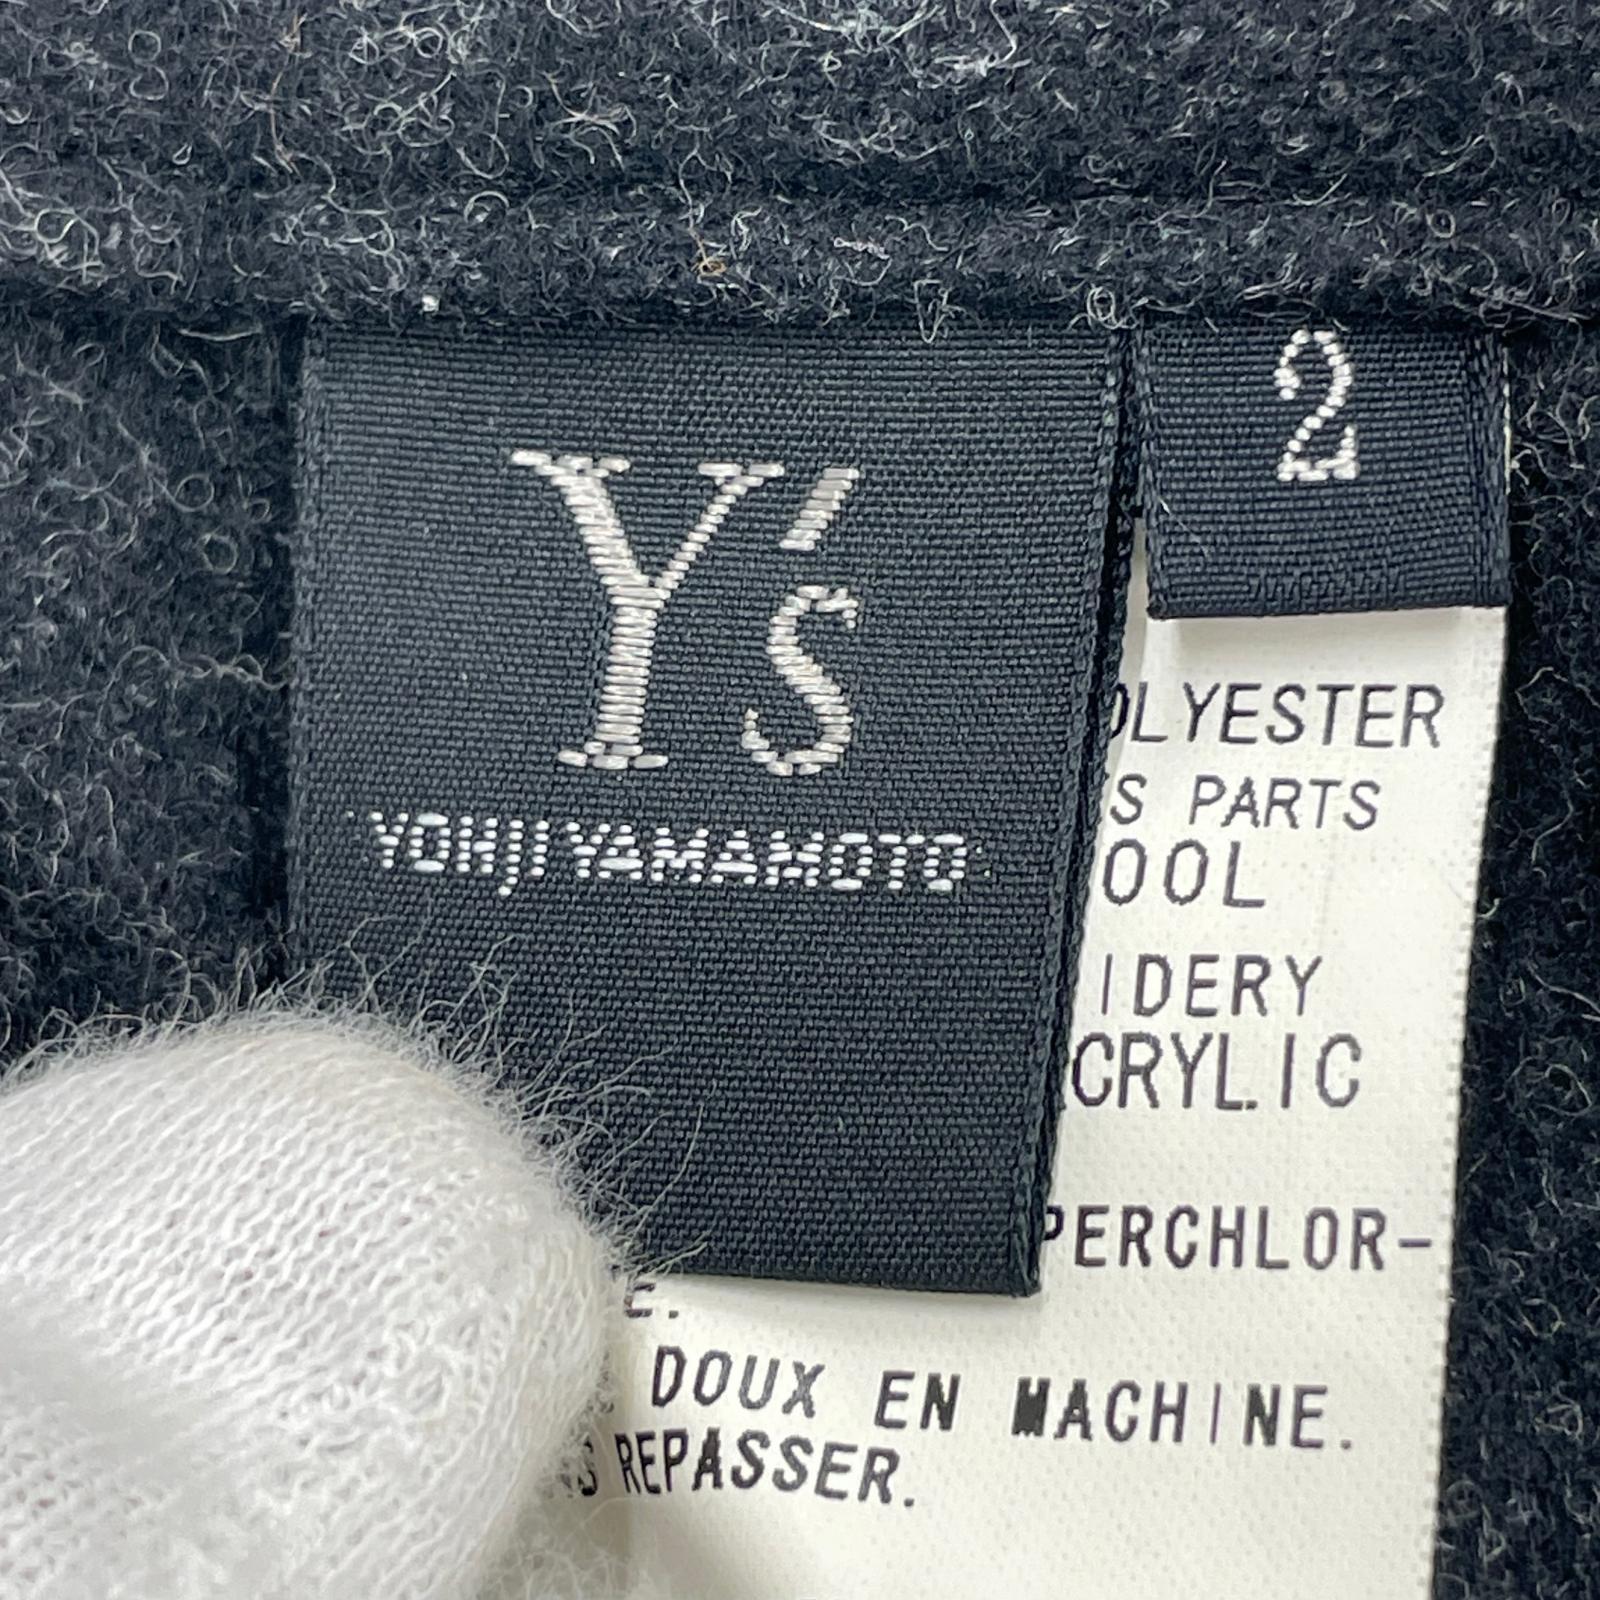 Y's
YOHJI YAMAMOTO
2
OLYESTER
'S PARTS
OOL
IDERY
CRYLIC
PERCHLOR-
E.
DOUX EN MACHINE.
REPASSER.